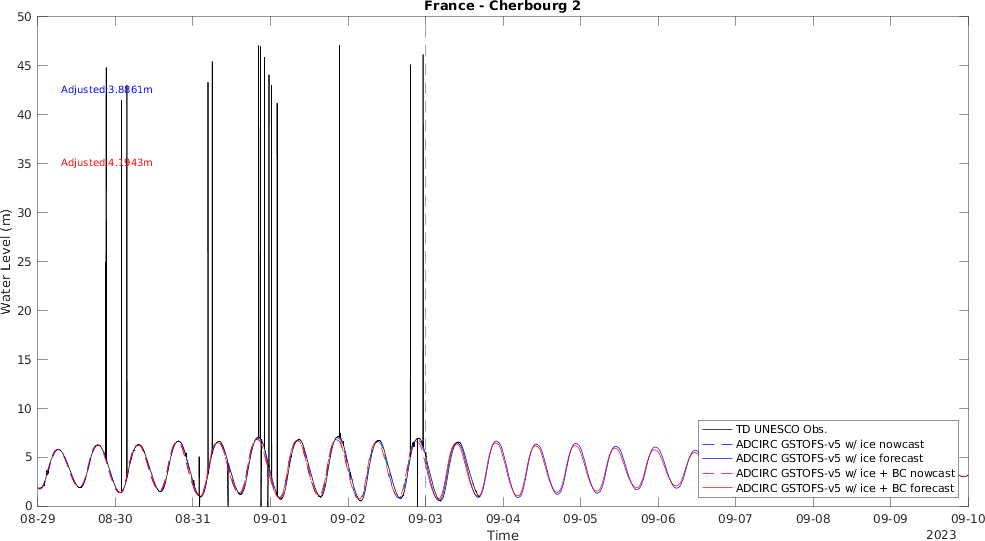 France - Cherbourg 2
50
45
40
35
30
25
20
15
10
5
0
Water Level (m)
Adjusted 3.8861m
Adjusted 4.1943m
TD UNESCO Obs.
ADCIRC GSTOFS-v5 w/ ice nowcast
ADCIRC GSTOFS-v5 w/ ice forecast
ADCIRC GSTOFS-v5 w/ ice + BC nowcast
ADCIRC GSTOFS-v5 w/ ice + BC forecast
08-29 08-30 08-31 09-01 09-02 09-03 09-04 09-05 09-06 09-07 09-08 09-09 09-10
Time
2023